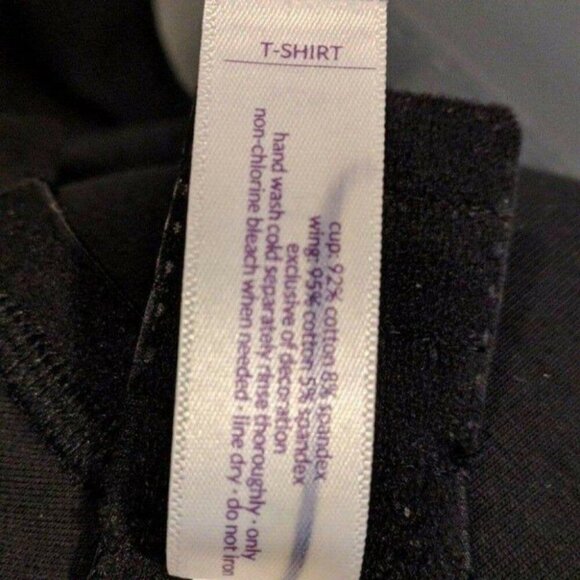 T-SHIRT
cup: 92% cotton 8% spandex
wing: 95% cotton 5% spandex
exclusive of decoration
hand wash cold separately rinse thoroughly · only
non-chlorine bleach when needed · line dry · do not Iron